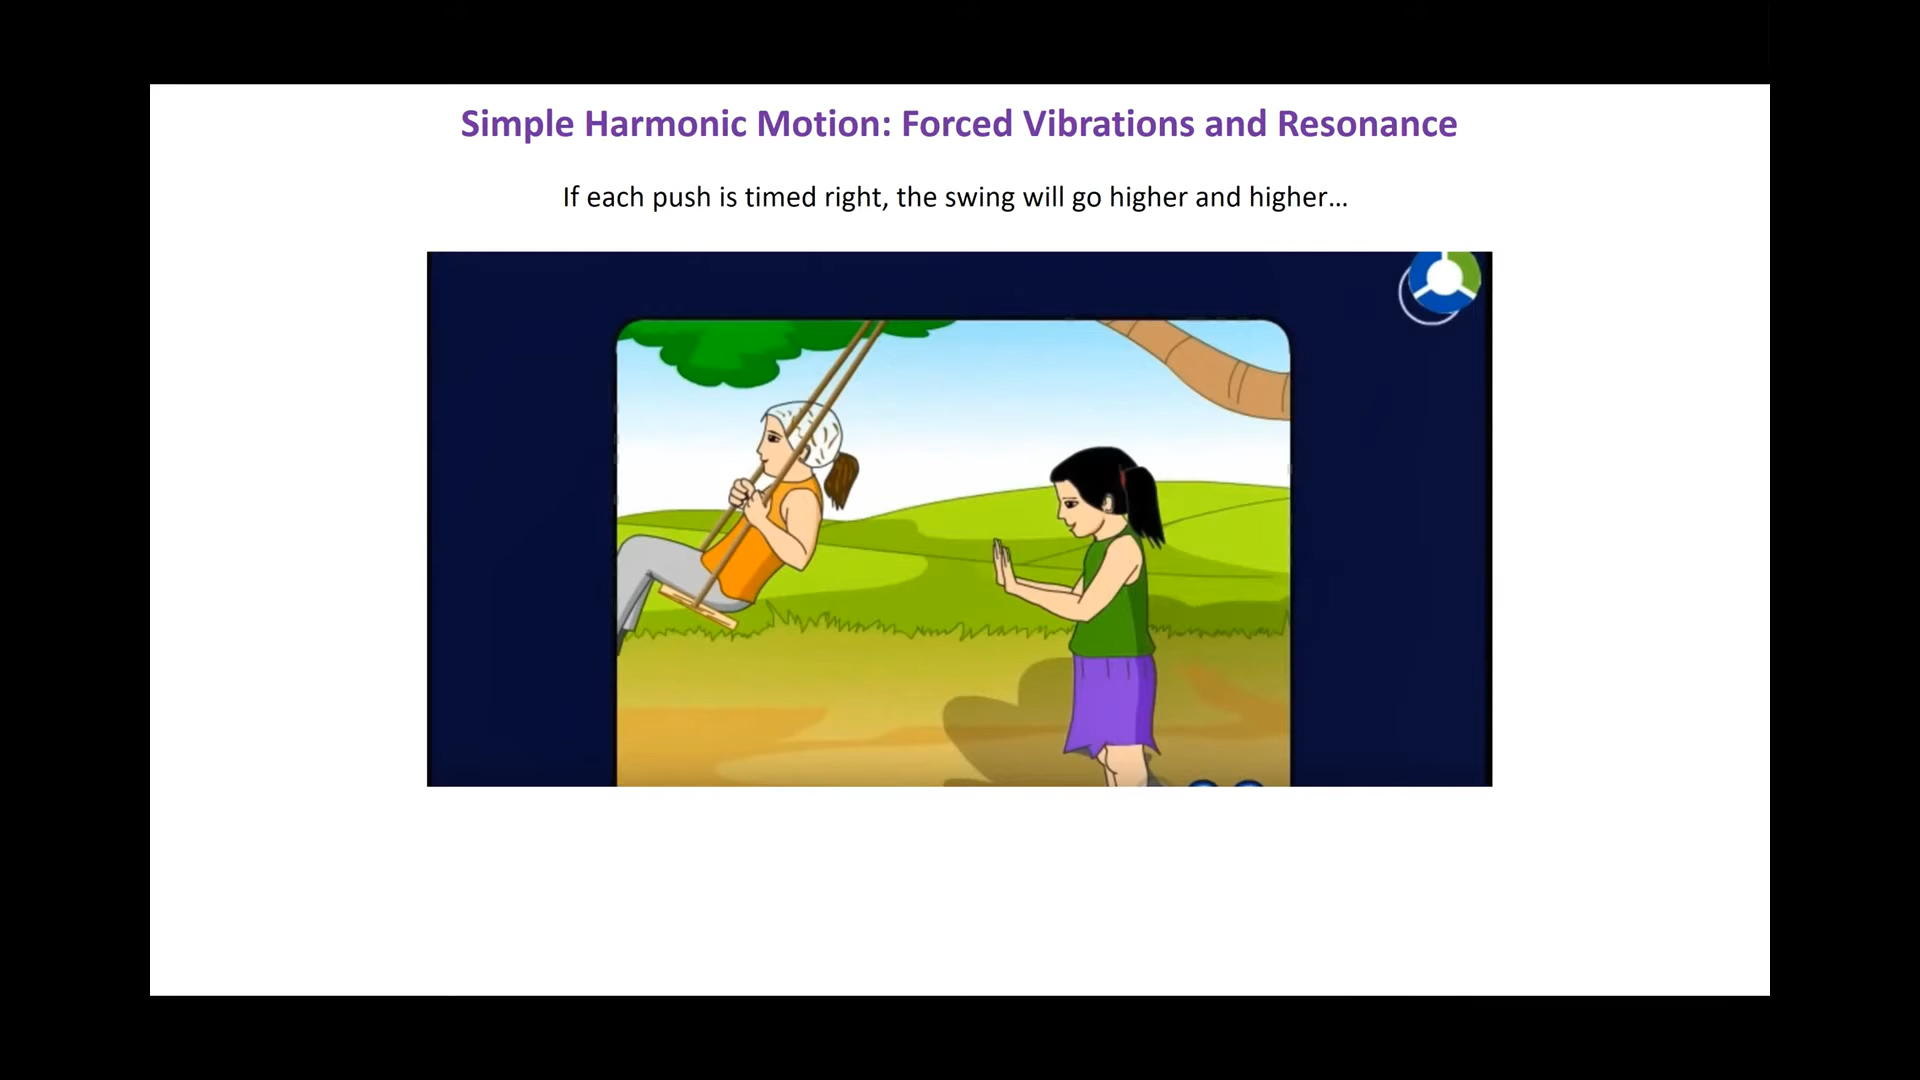 Simple Harmonic Motion: Forced Vibrations and Resonance
If each push is timed right, the swing will go higher and higher...